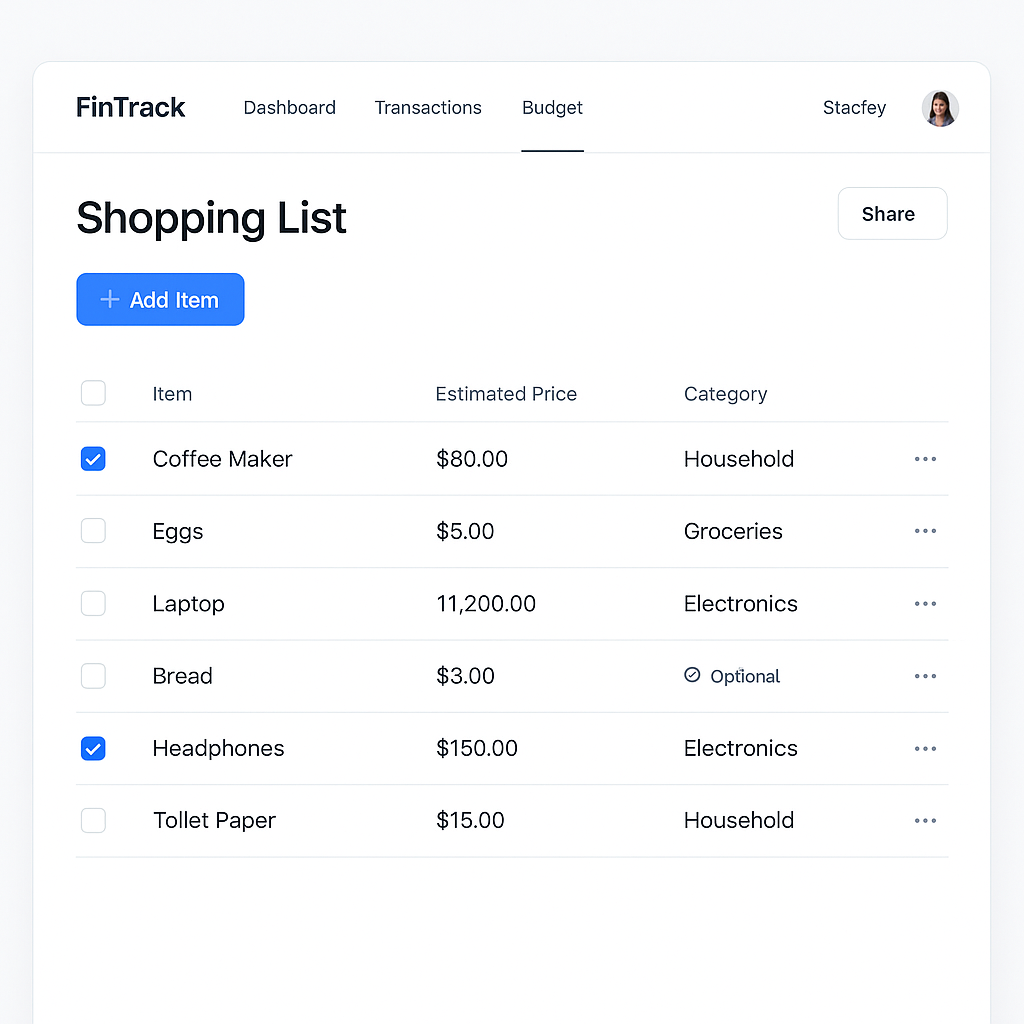 FinTrack Dashboard Transactions Budget Stacfey
Shopping List Share
+ Add Item
Item Estimated Price Category
Coffee Maker $80.00 Household
Eggs $5.00 Groceries
Laptop 11,200.00 Electronics
Bread $3.00 Optional
Headphones $150.00 Electronics
Tollet Paper $15.00 Household